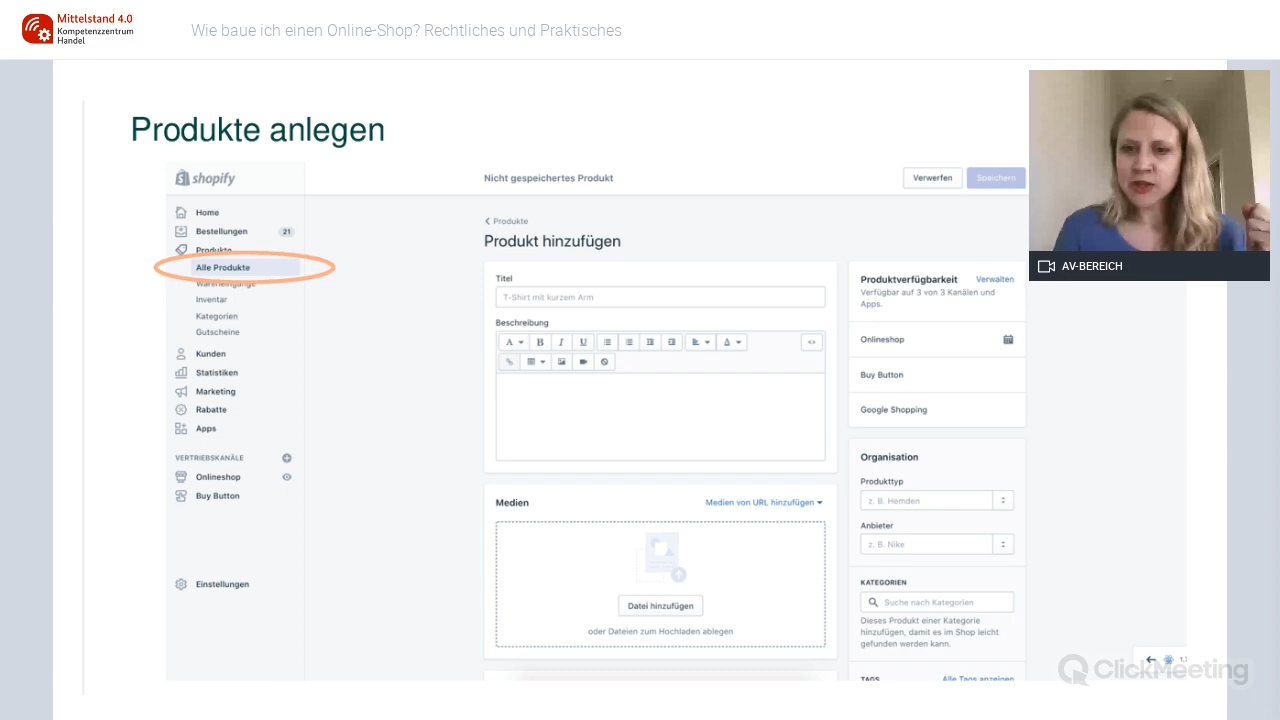 Mittelstand 4.0
Kompetenzzentrum
Handel
Wie baue ich einen Online-Shop? Rechtliches und Praktisches
Produkte anlegen
shopify
Nicht gespeichertes Produkt
Verwerfen
Speichern
Home
Bestellungen 21
Produkte
Alle Produkte
Wareneingänge
Inventar
Kategorien
Gutscheine
Kunden
Statistiken
Marketing
Rabatte
Apps
VERTRIEBSKANÄLE
Onlineshop
Buy Button
Einstellungen
Produkte
Produkt hinzufügen
Titel
T-Shirt mit kurzem Arm
Beschreibung
A B I U A <>
Medien
Medien von URL hinzufügen
Datei hinzufügen
oder Dateien zum Hochladen ablegen
Produktverfügbarkeit Verwalten
Verfügbar auf 3 von 3 Kanälen und
Apps.
Onlineshop
Buy Button
Google Shopping
Organisation
Produkttyp
z. B. Hemden
Anbieter
z. B. Nike
KATEGORIEN
Suche nach Kategorien
Dieses Produkt einer Kategorie
hinzufügen, damit es im Shop leicht
gefunden werden kann.
TAGS Alle Tags anzeigen
AV-BEREICH
ClickMeeting